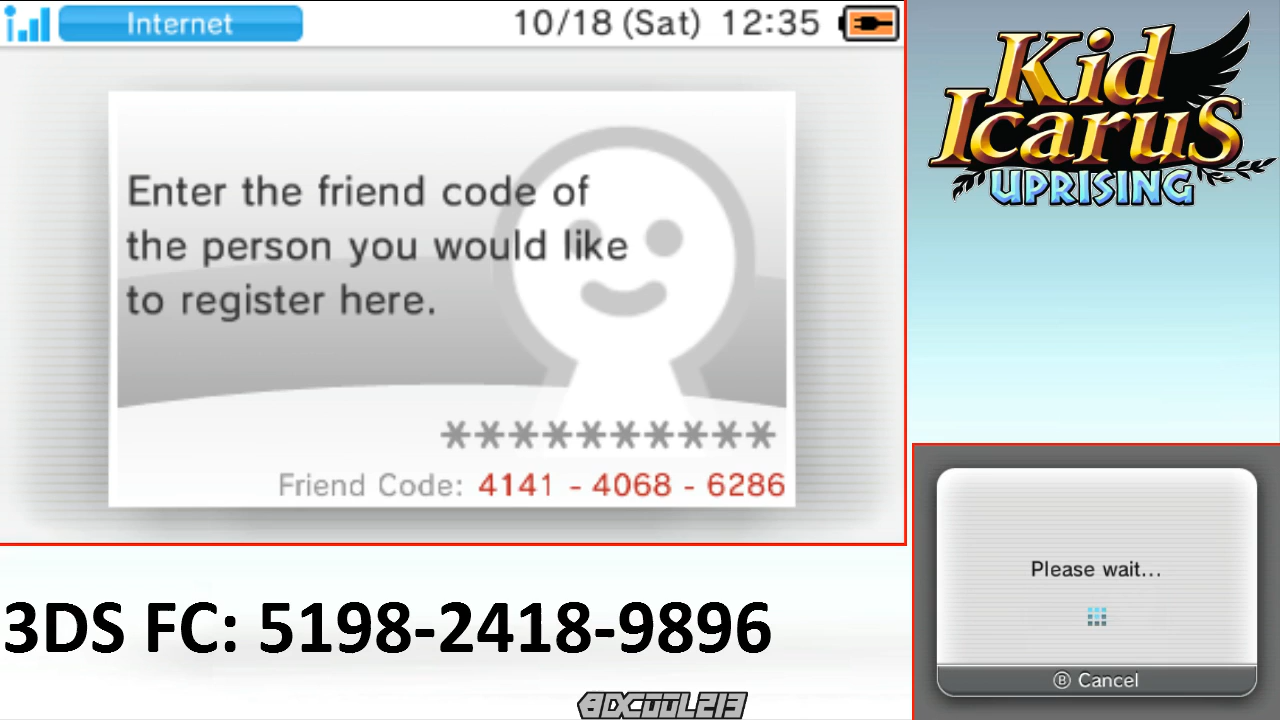 Internet
10/18 (Sat) 12:35
Kid
Icarus
UPRISING
Enter the friend code of
the person you would like
to register here.
**********
Friend Code: 4141 - 4068 - 6286
Please wait...
Ⓑ Cancel
3DS FC: 5198-2418-9896
ADCOOL213